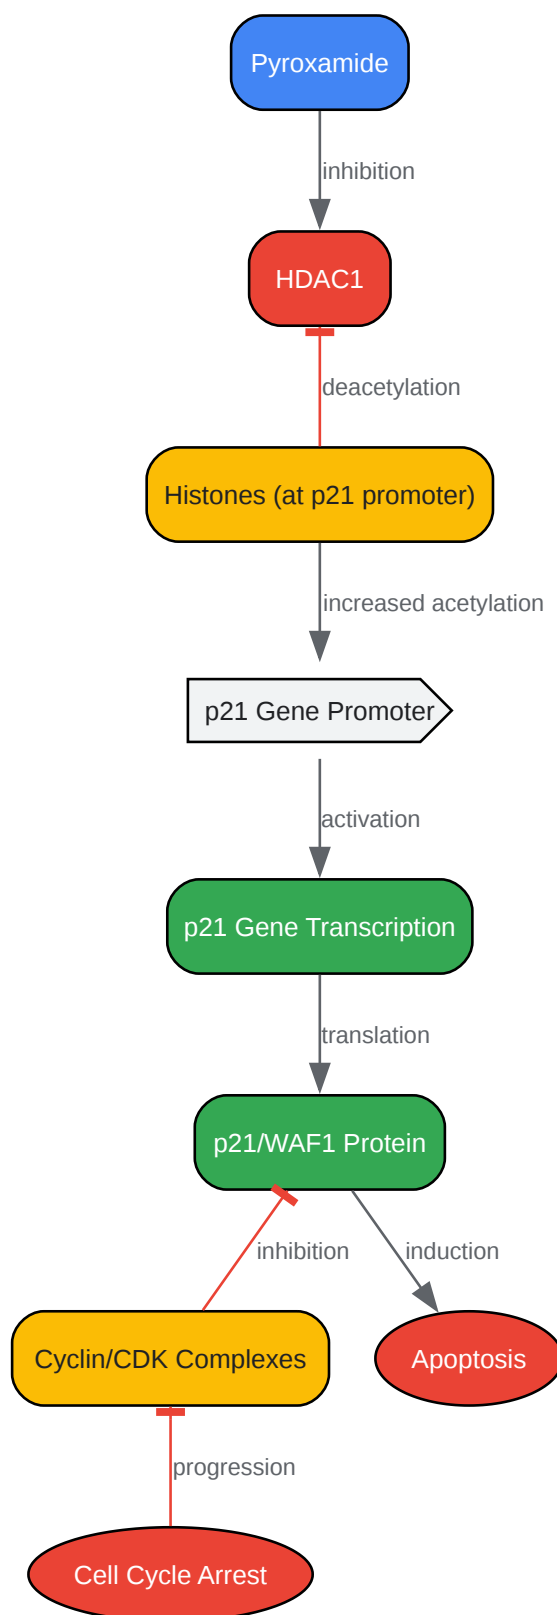 Pyroxamide
inhibition
HDAC1
deacetylation
Histones (at p21 promoter)
increased acetylation
p21 Gene Promoter
activation
p21 Gene Transcription
translation
p21/WAF1 Protein
inhibition
induction
Cyclin/CDK Complexes
Apoptosis
progression
Cell Cycle Arrest